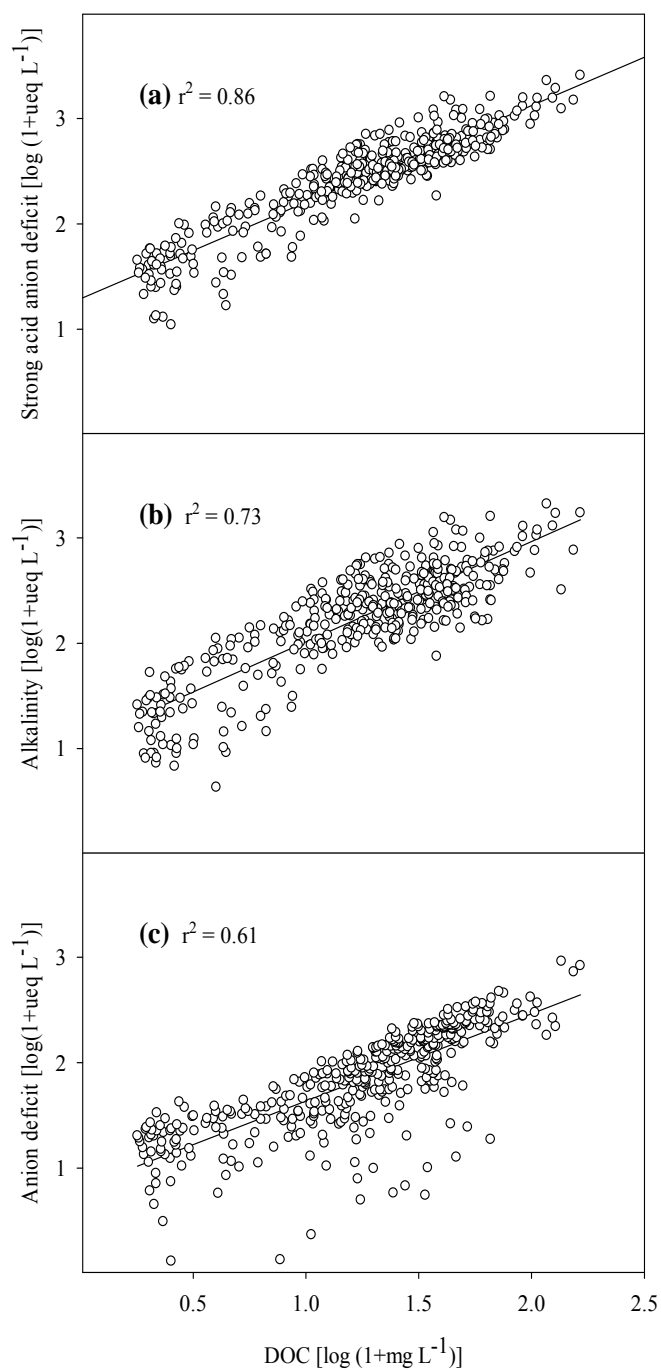 (a) r² = 0.86
3
2
1
Strong acid anion deficit [log (1+ueq L⁻¹)]
(b) r² = 0.73
3
2
1
Alkalinity [log(1+ueq L⁻¹)]
(c) r² = 0.61
3
2
1
Anion deficit [log(1+ueq L⁻¹)]
0.5 1.0 1.5 2.0 2.5
DOC [log (1+mg L⁻¹)]